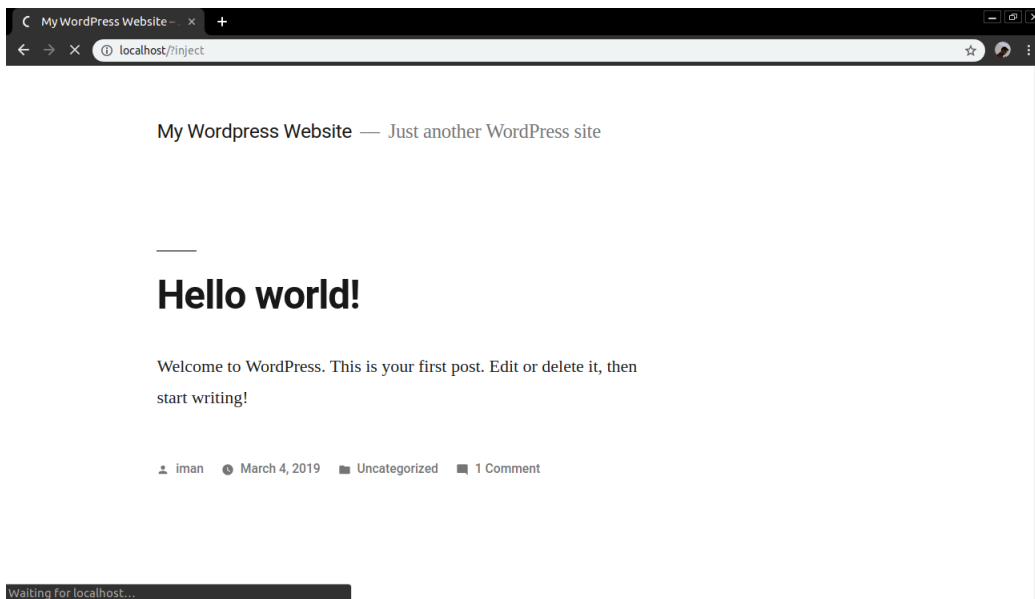 My WordPress Website – .
localhost/?inject
My Wordpress Website — Just another WordPress site
Hello world!
Welcome to WordPress. This is your first post. Edit or delete it, then
start writing!
iman March 4, 2019 Uncategorized 1 Comment
Waiting for localhost...